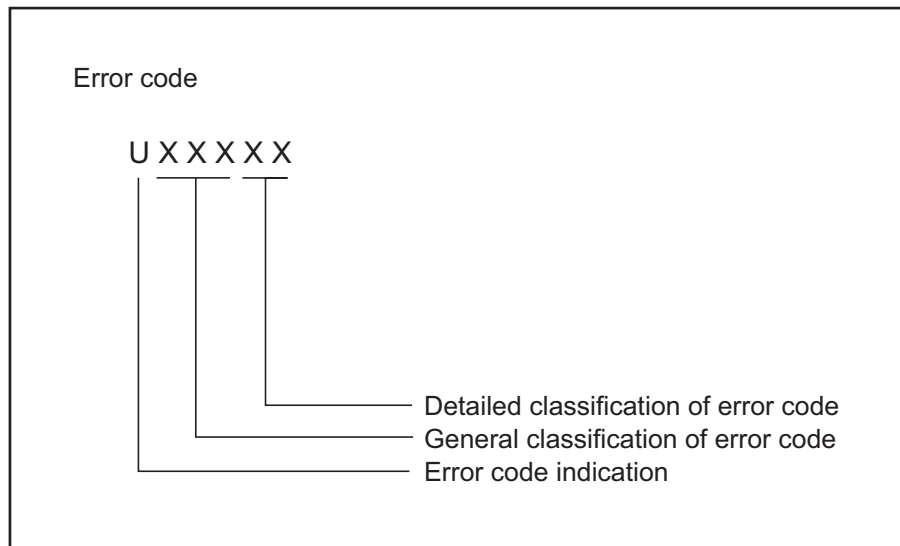 Error code
U X X X X X
Detailed classification of error code
General classification of error code
Error code indication